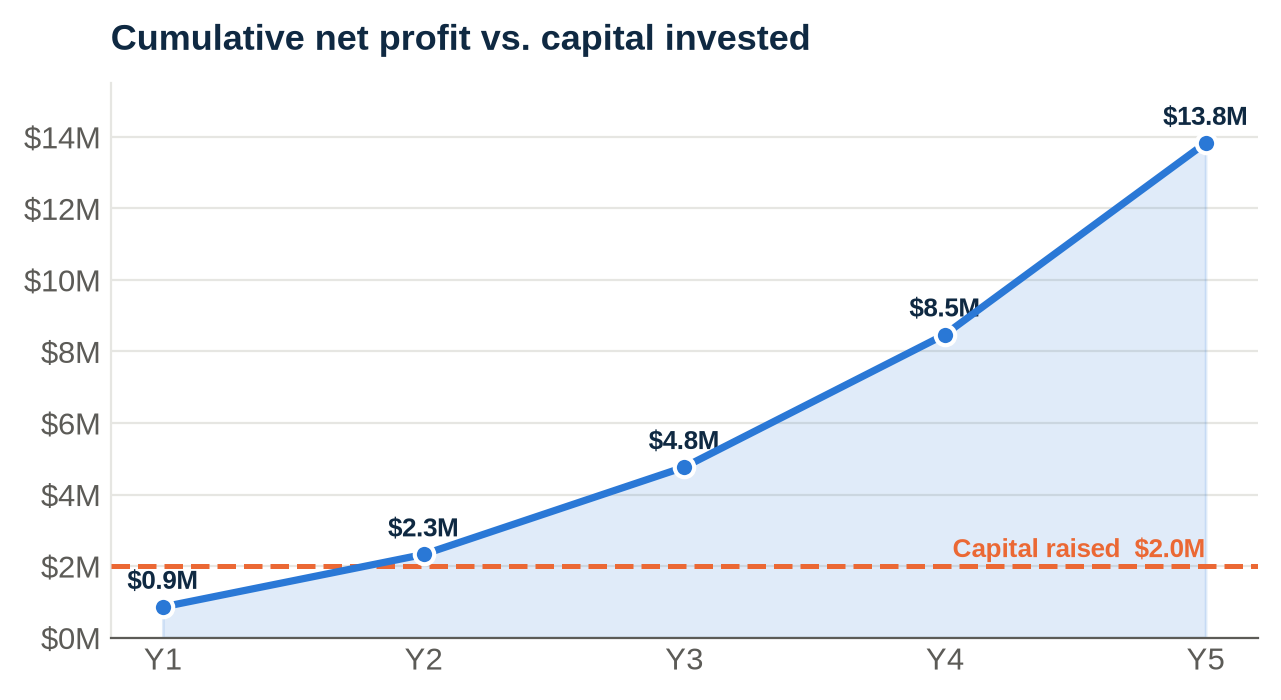 Cumulative net profit vs. capital invested
$14M
$12M
$10M
$8M
$6M
$4M
$2M
$0M
$0.9M
$2.3M
$4.8M
$8.5M
$13.8M
Capital raised $2.0M
Y1 Y2 Y3 Y4 Y5